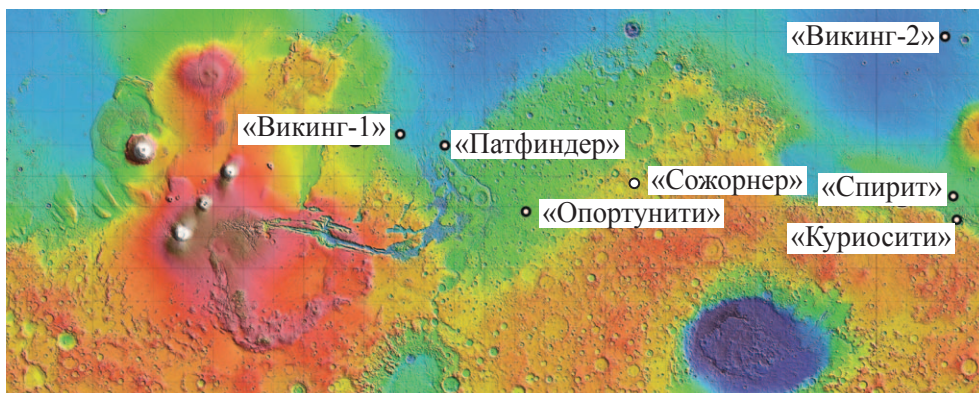 «Викинг-2»
«Викинг-1»
«Патфиндер»
«Сожорнер»
«Спирит»
«Опортунити»
«Куриосити»